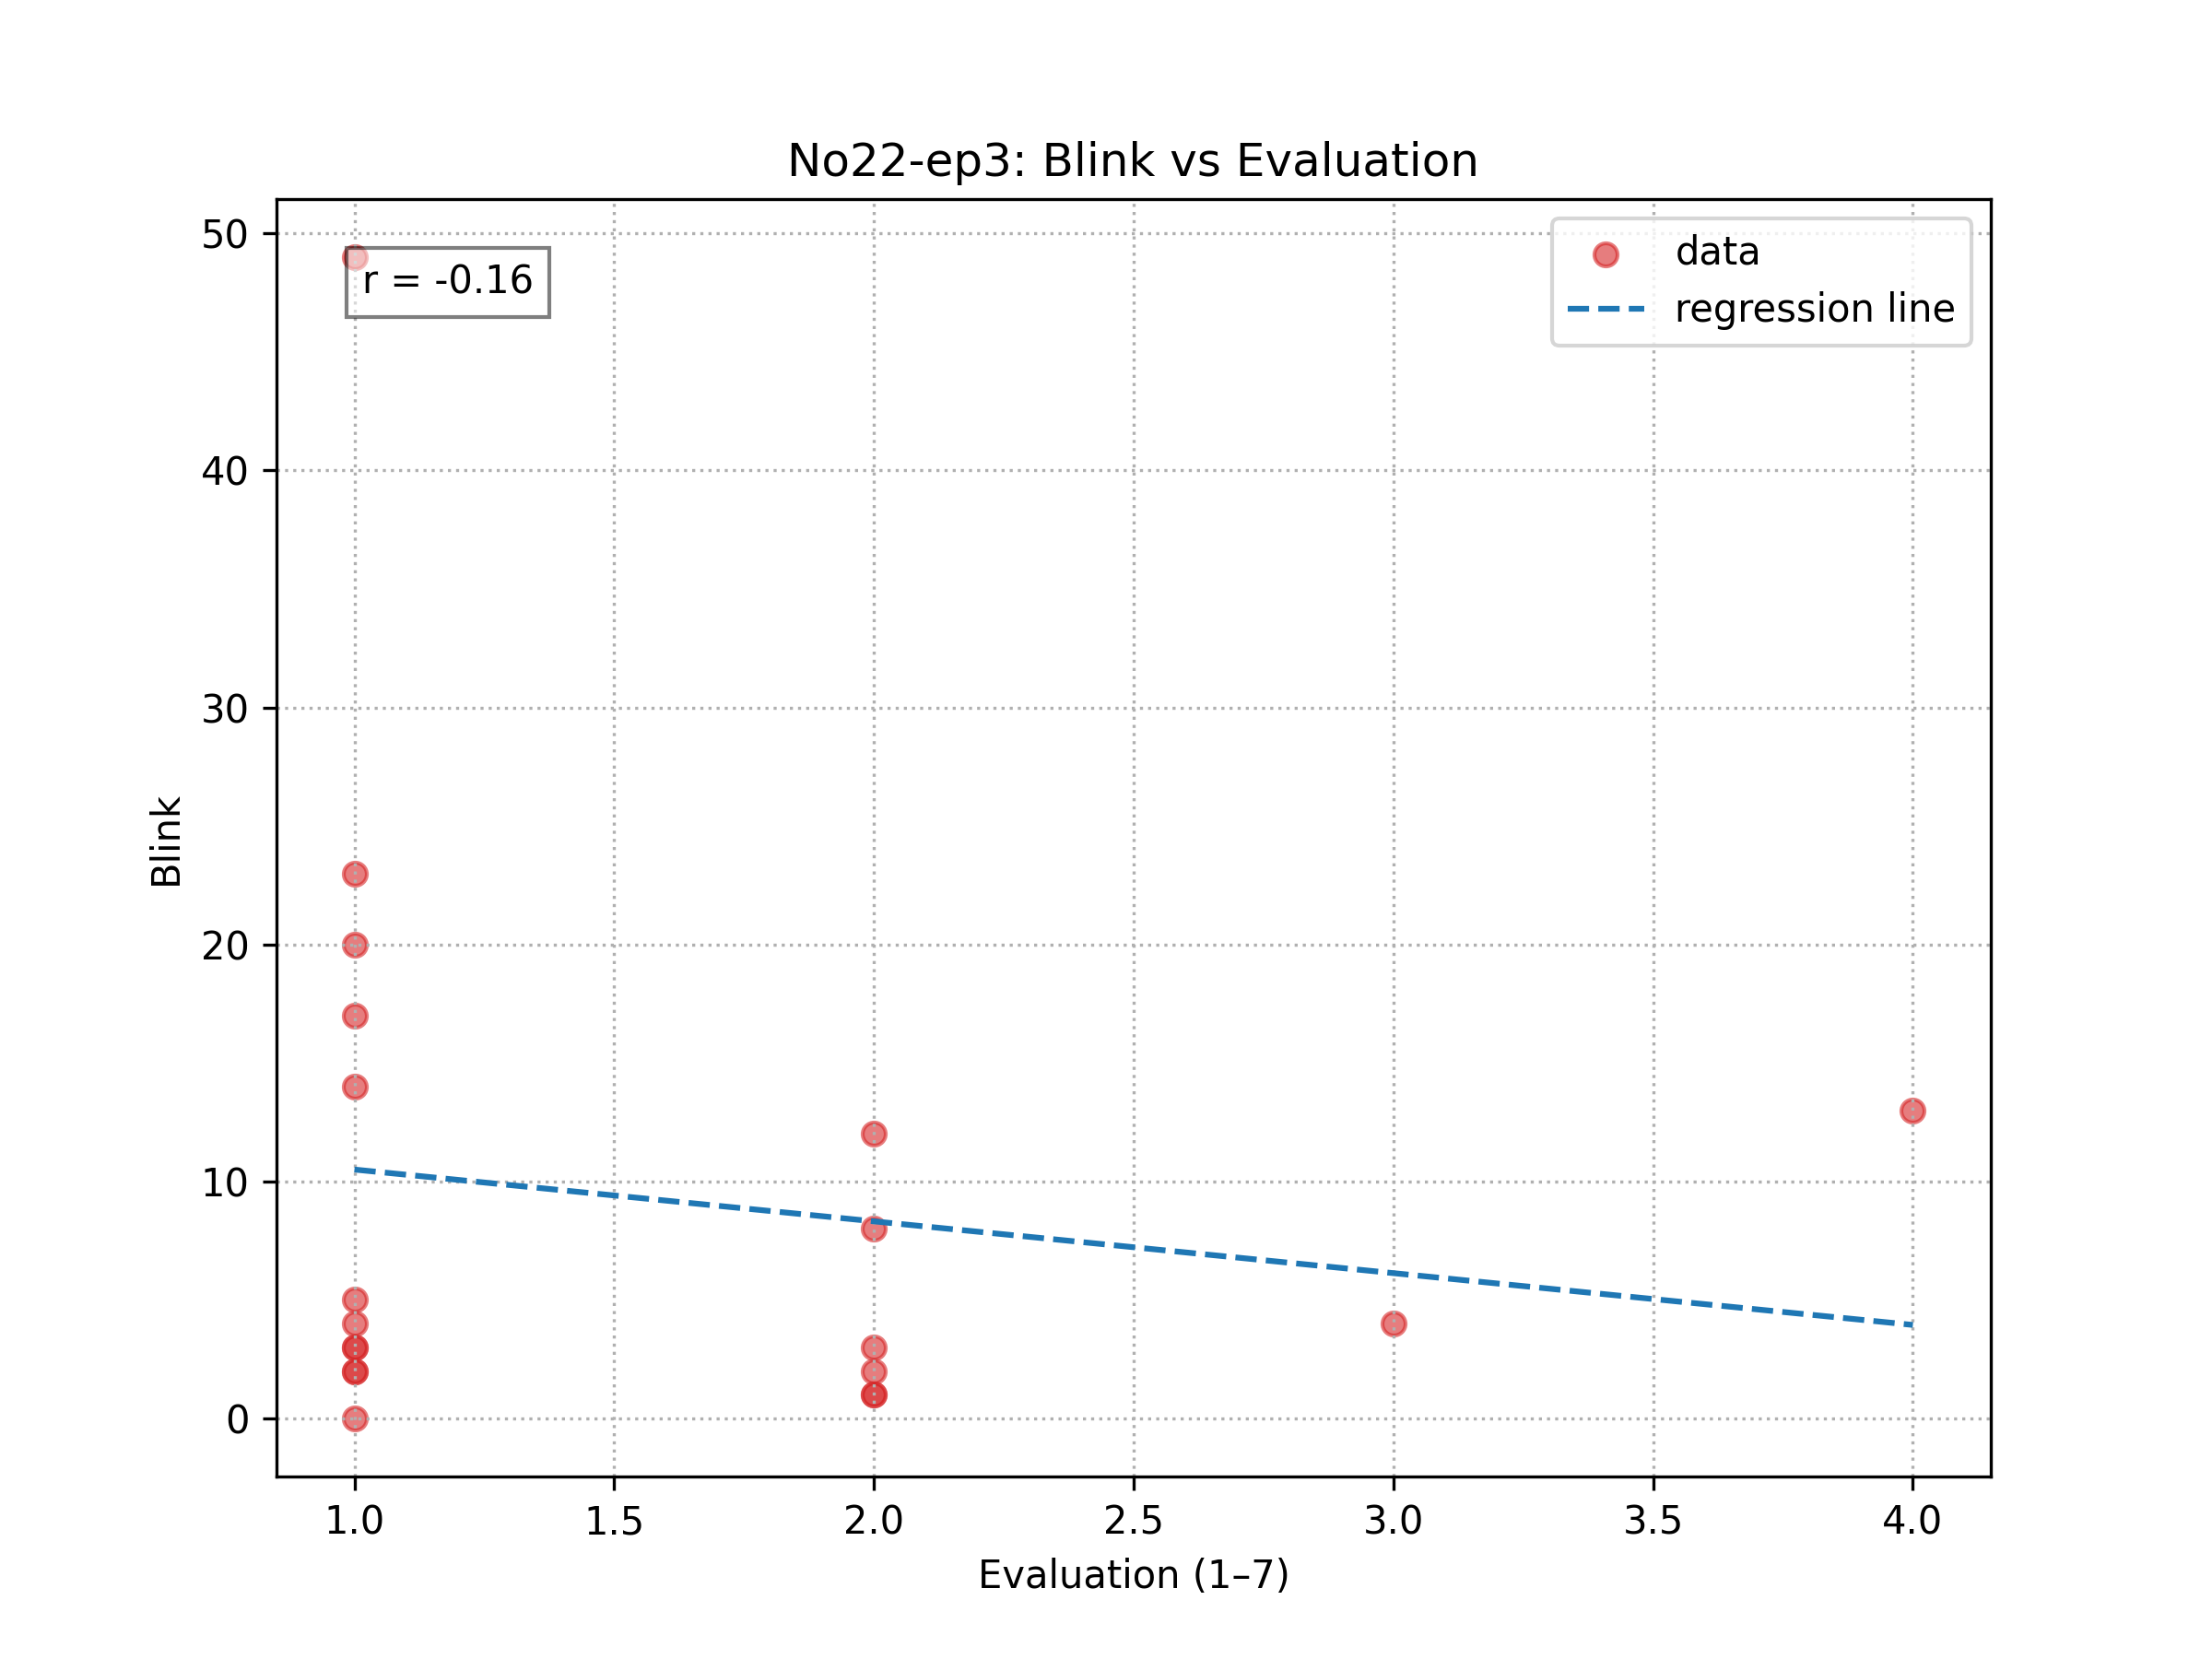 No22-ep3: Blink vs Evaluation
50
40
30
20
10
0
Blink
r = -0.16
data
regression line
1.0
1.5
2.0
2.5
3.0
3.5
4.0
Evaluation (1–7)